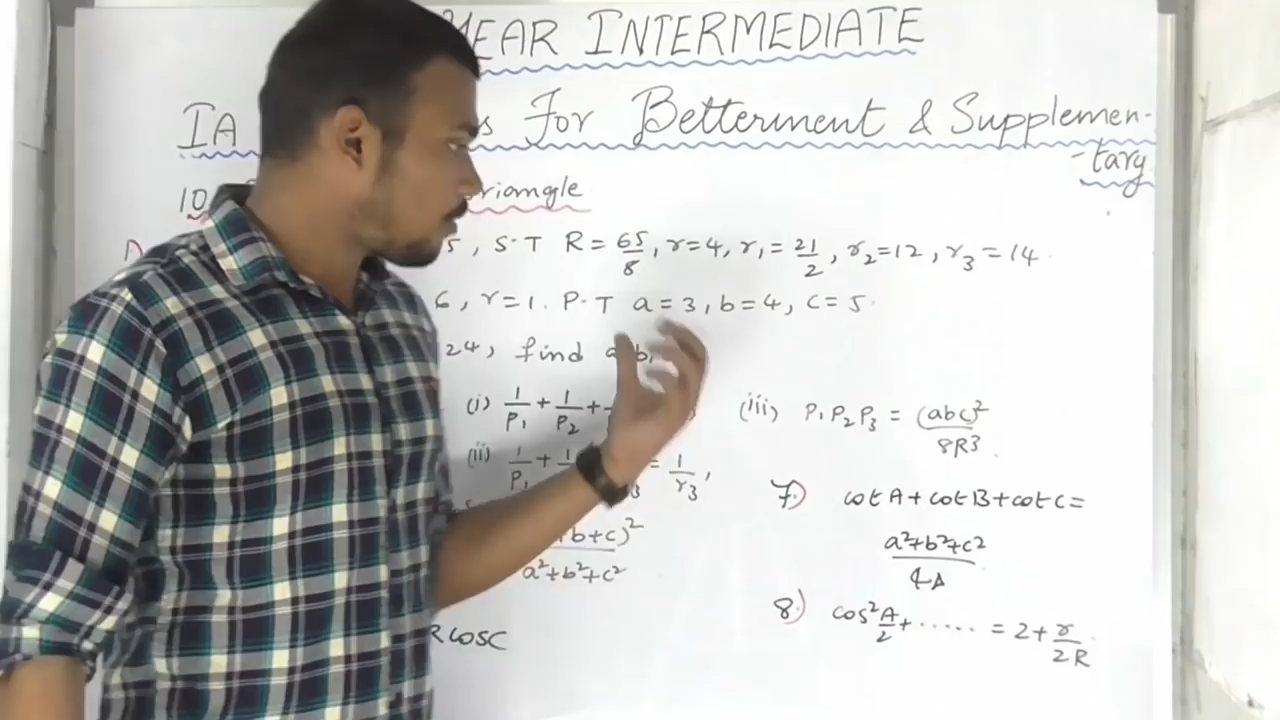 YEAR INTERMEDIATE
IA For Betterment & Supplemen-
-tary
10 Triangle
5, S·T R = 65/8, r=4, r₁ = 21/2, r₂=12, r₃=14
6, r=1. P·T a=3, b=4, c=5.
24, find a, b,
(i) 1/P₁ + 1/P₂ +
(iii) P₁P₂P₃ = (abc)²/8R3.
(ii) 1/P₁ + = 1/r₃,
7) cot A + cot B + cot C =
a²+b²+c²/4Δ
b+c)²/a²+b²+c²
8) cos² A/2 + ...... = 2 + r/2R
R cosC